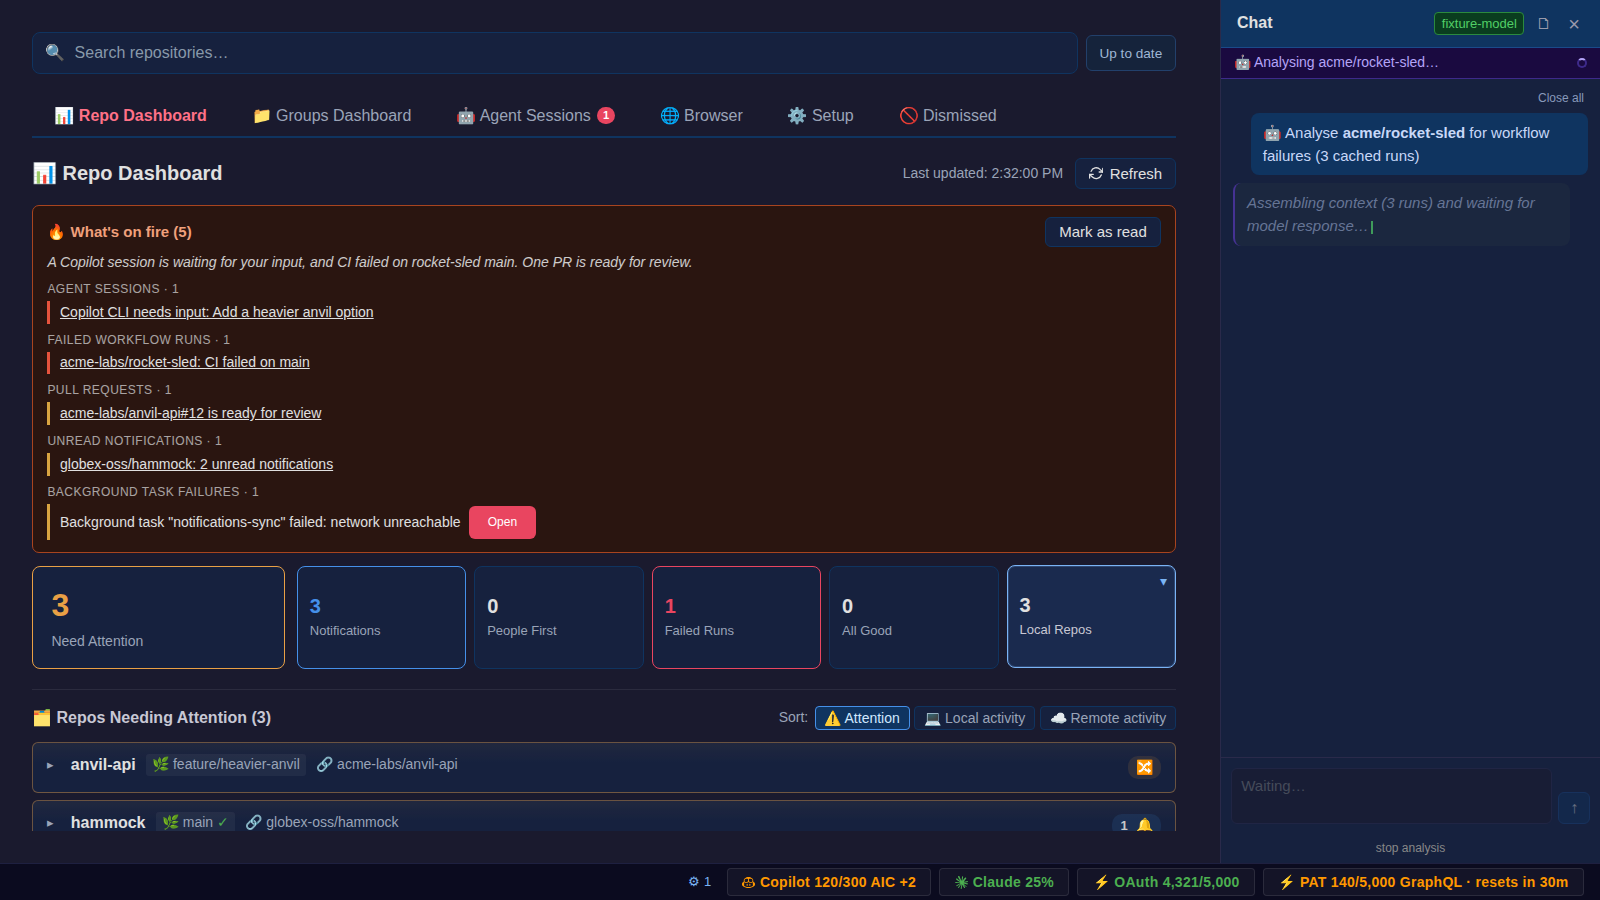 Search repositories…
Up to date
Repo Dashboard
Groups Dashboard
Agent Sessions 1
Browser
Setup
Dismissed
Repo Dashboard
Last updated: 2:32:00 PM
Refresh
What's on fire (5)
Mark as read
A Copilot session is waiting for your input, and CI failed on rocket-sled main. One PR is ready for review.
AGENT SESSIONS · 1
Copilot CLI needs input: Add a heavier anvil option
FAILED WORKFLOW RUNS · 1
acme-labs/rocket-sled: CI failed on main
PULL REQUESTS · 1
acme-labs/anvil-api#12 is ready for review
UNREAD NOTIFICATIONS · 1
globex-oss/hammock: 2 unread notifications
BACKGROUND TASK FAILURES · 1
Background task "notifications-sync" failed: network unreachable
Open
3
Need Attention
3
Notifications
0
People First
1
Failed Runs
0
All Good
3
Local Repos
Repos Needing Attention (3)
Sort:
Attention
Local activity
Remote activity
anvil-api
feature/heavier-anvil
acme-labs/anvil-api
hammock
main ✓
globex-oss/hammock
1
Chat
fixture-model
Analysing acme/rocket-sled…
Close all
Analyse acme/rocket-sled for workflow
failures (3 cached runs)
Assembling context (3 runs) and waiting for
model response…
Waiting…
↑
stop analysis
1
Copilot 120/300 AIC +2
Claude 25%
OAuth 4,321/5,000
PAT 140/5,000 GraphQL · resets in 30m